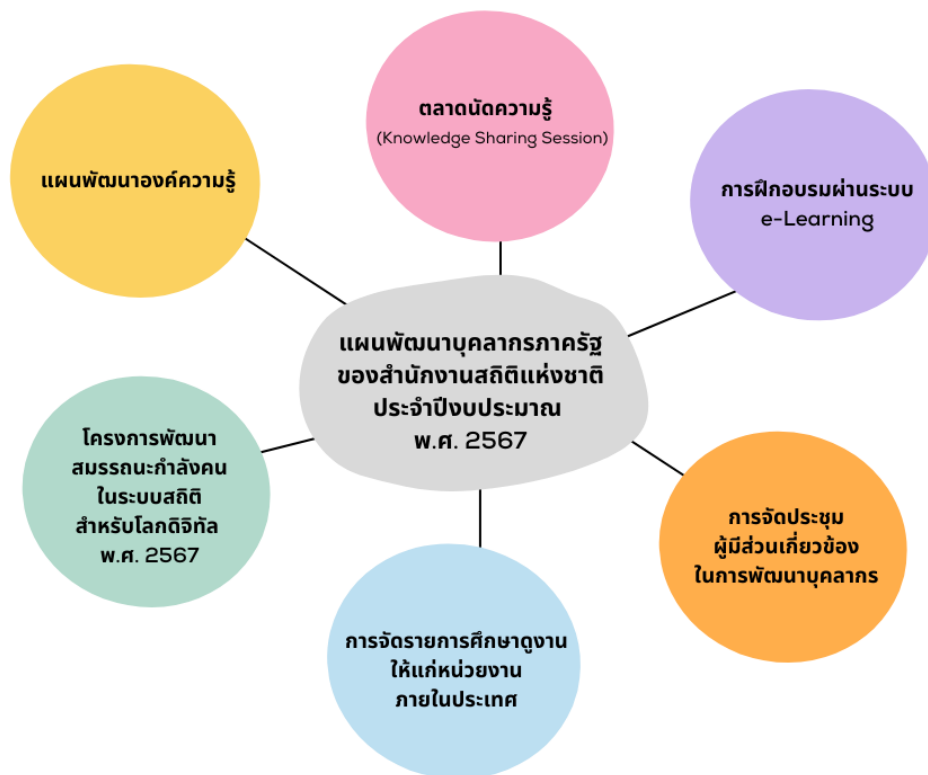 ตลาดนัดความรู้
(Knowledge Sharing Session)
แผนพัฒนาองค์ความรู้
การฝึกอบรมผ่านระบบ
e-Learning
แผนพัฒนาบุคลากรภาครัฐ
ของสำนักงานสถิติแห่งชาติ
ประจำปีงบประมาณ
พ.ศ. 2567
โครงการพัฒนา
สมรรถนะกำลังคน
ในระบบสถิติ
สำหรับโลกดิจิทัล
พ.ศ. 2567
การจัดประชุม
ผู้มีส่วนเกี่ยวข้อง
ในการพัฒนาบุคลากร
การจัดรายการศึกษาดูงาน
ให้แก่หน่วยงาน
ภายในประเทศ